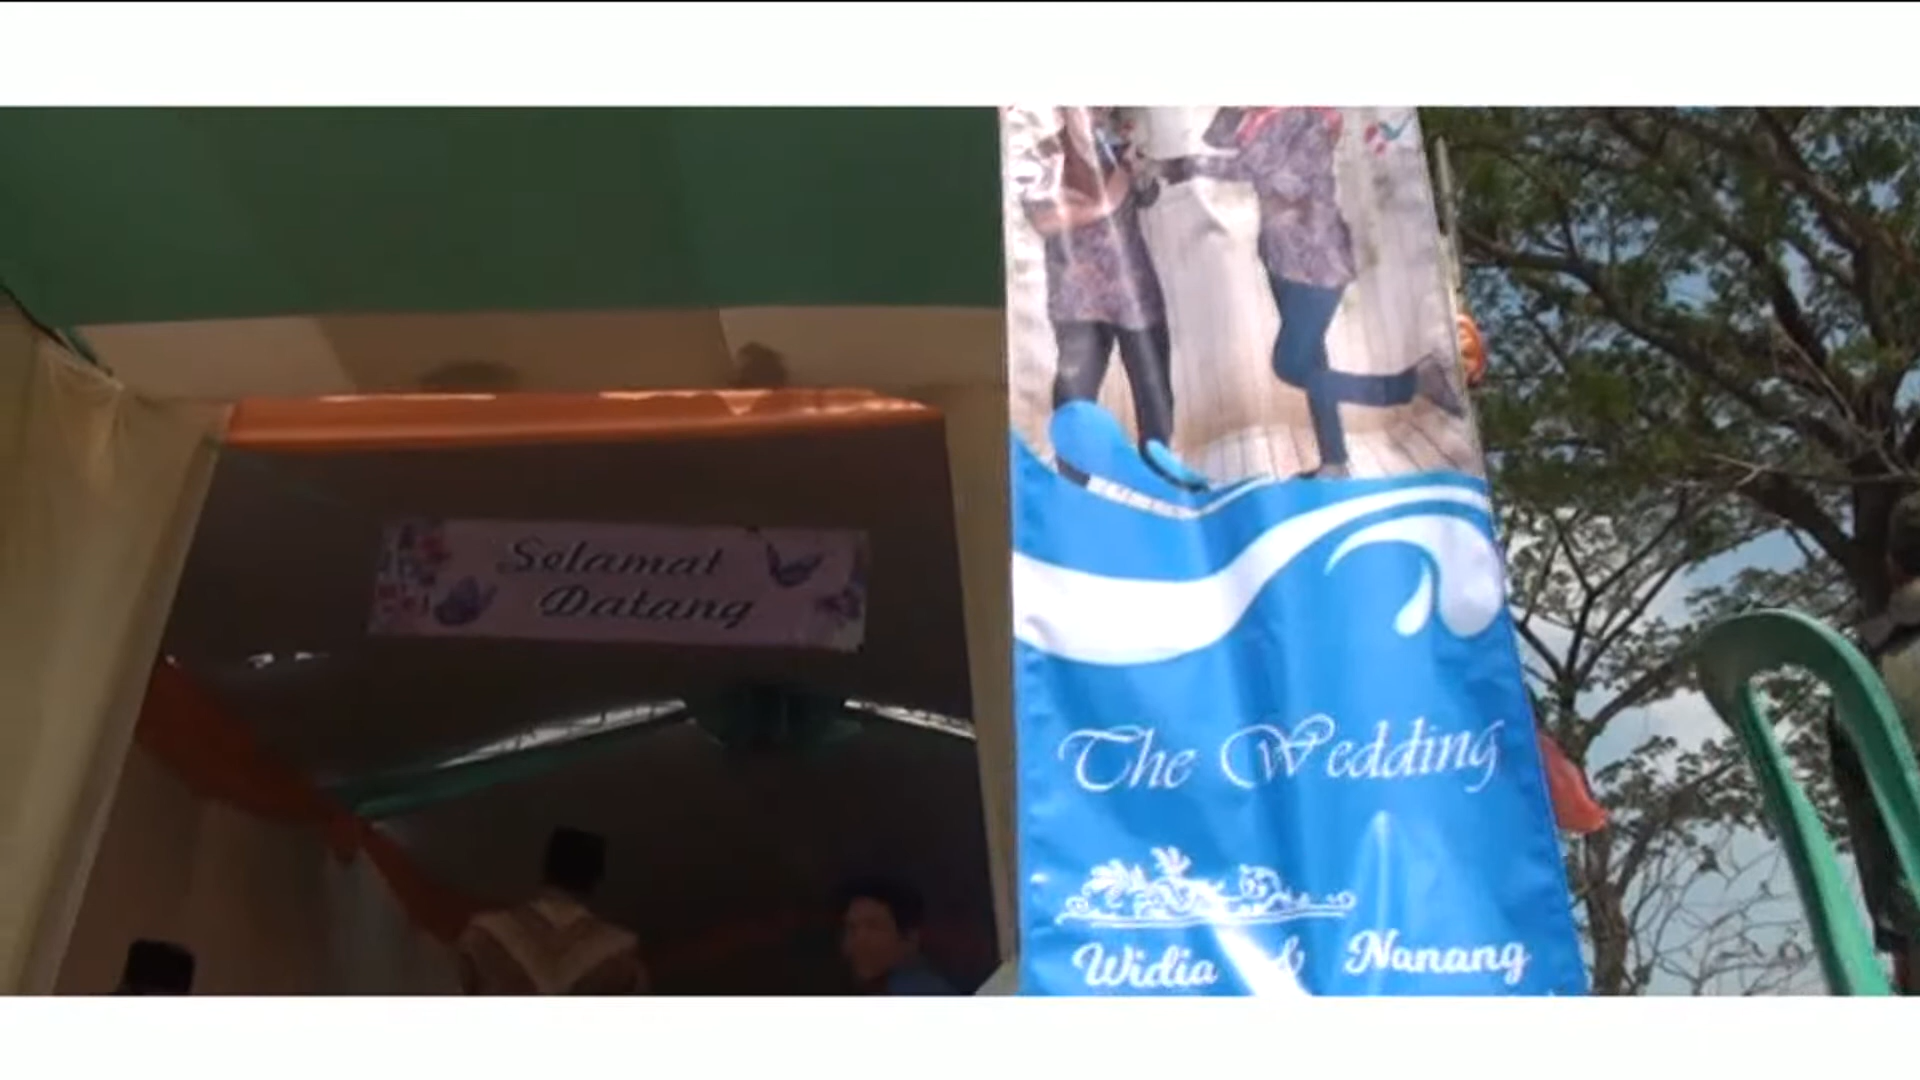 Selamat
Datang
The Wedding
Widia & Nanang